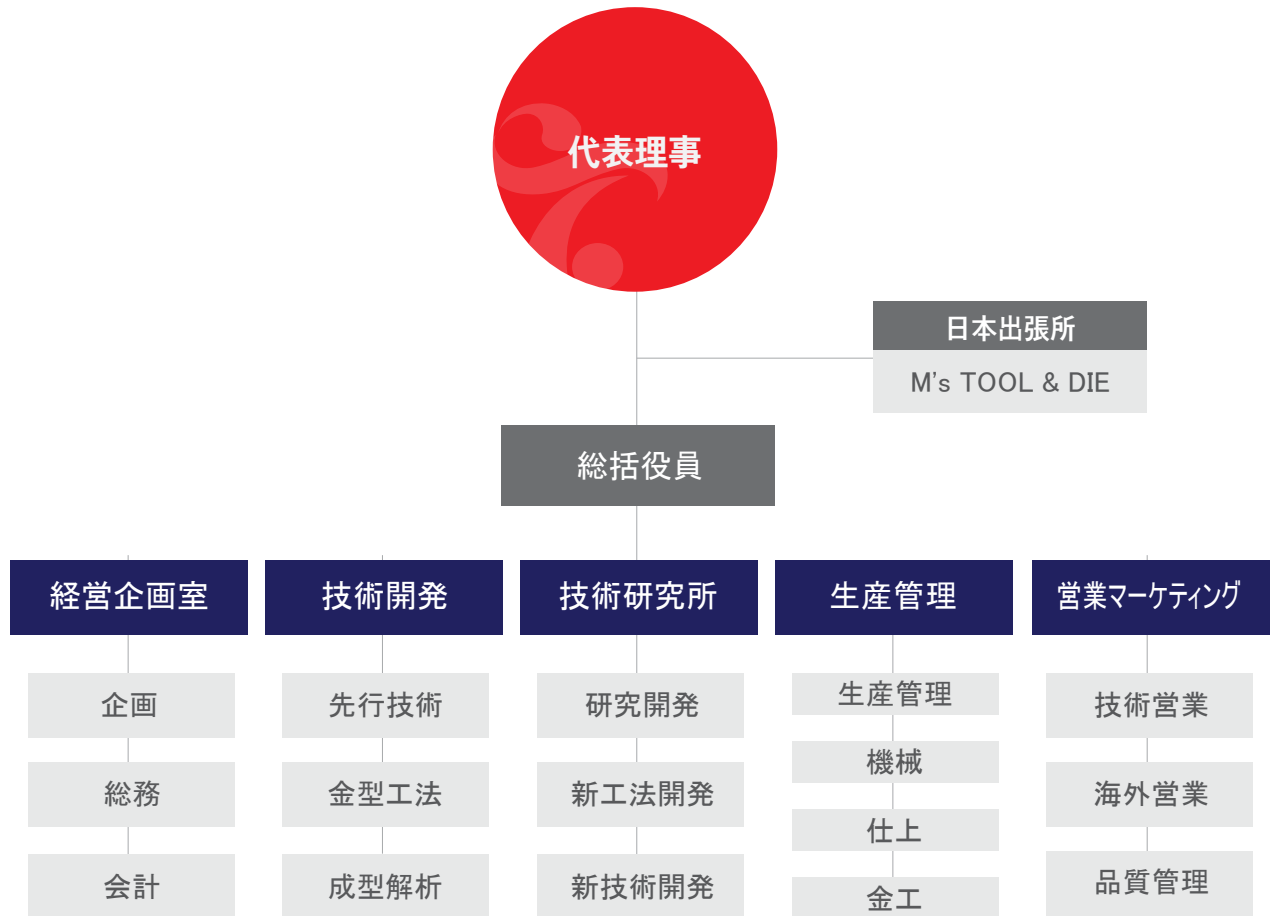 代表理事
日本出張所
M's TOOL & DIE
総括役員
経営企画室
技術開発
技術研究所
生産管理
営業マーケティング
企画
総務
会計
先行技術
金型工法
成型解析
研究開発
新工法開発
新技術開発
生産管理
機械
仕上
金工
技術営業
海外営業
品質管理